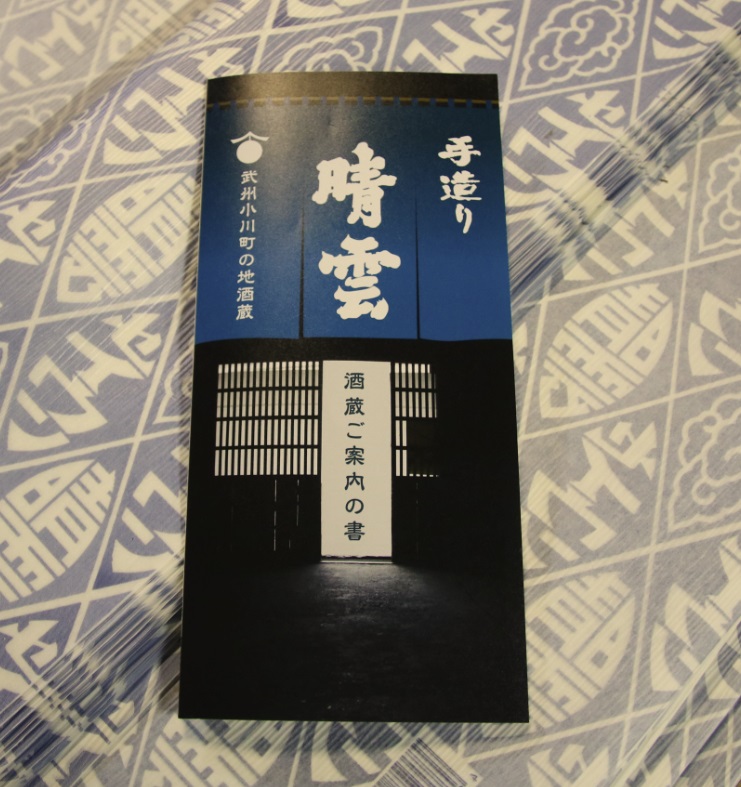 手造り
晴雲
武州小川町の地酒蔵
酒蔵ご案内の書